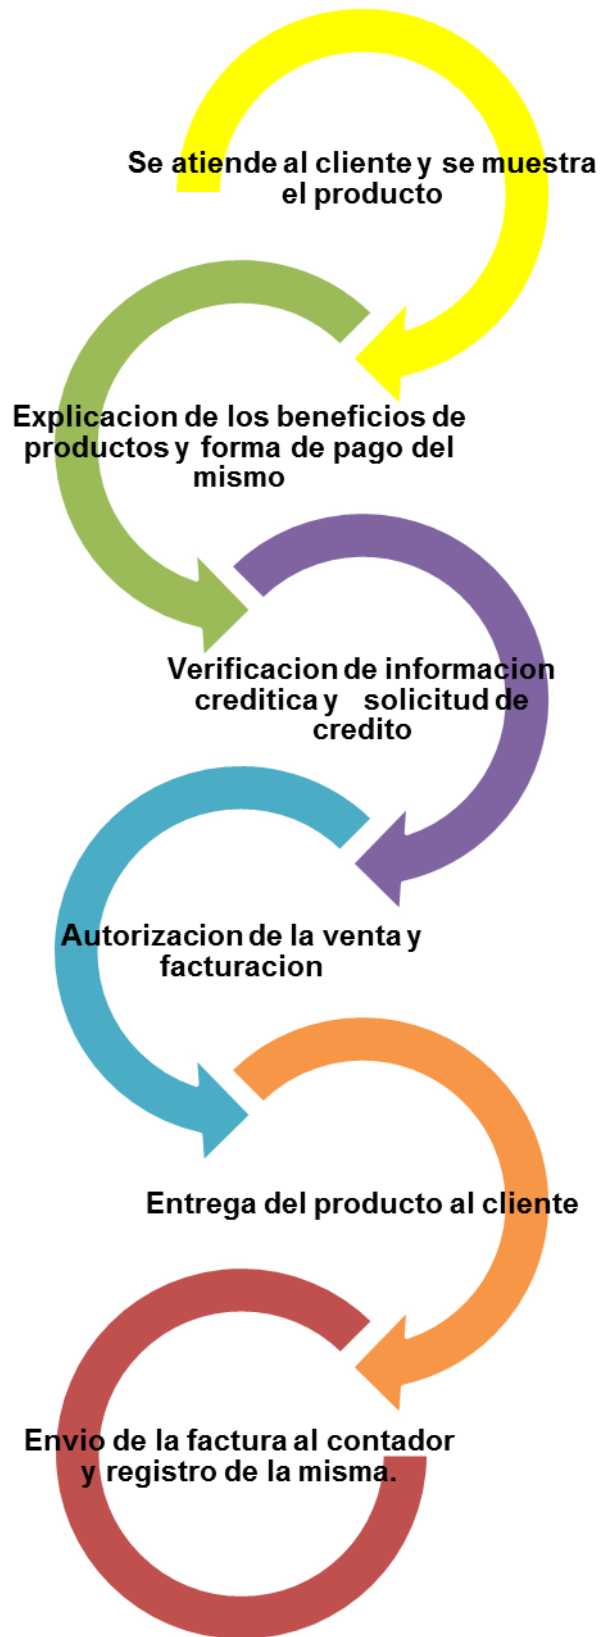 Se atiende al cliente y se muestra
el producto
Explicacion de los beneficios de
productos y forma de pago del
mismo
Verificacion de informacion
creditica y solicitud de
credito
Autorizacion de la venta y
facturacion
Entrega del producto al cliente
Envio de la factura al contador
y registro de la misma.